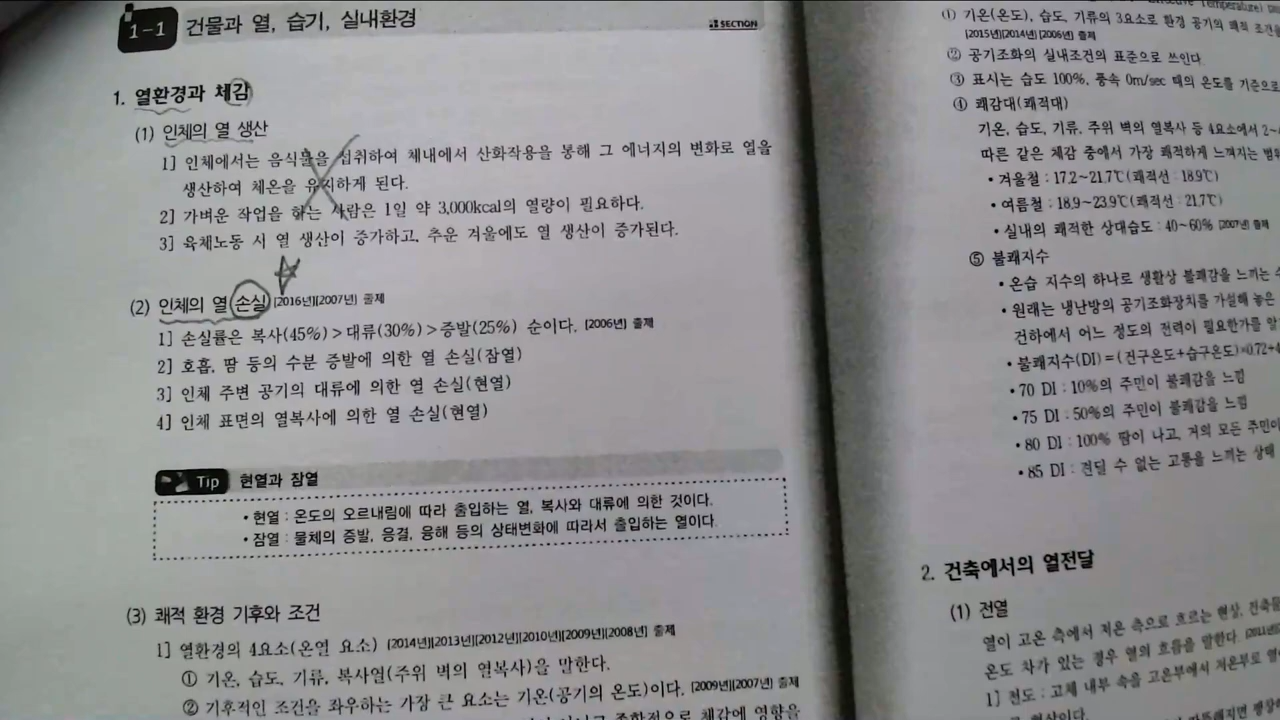 1-1 건물과 열, 습기, 실내환경
SECTION
1. 열환경과 체감
(1) 인체의 열 생산
1] 인체에서는 음식물을 섭취하여 체내에서 산화작용을 통해 그 에너지의 변화로 열을
생산하여 체온을 유지하게 된다.
2] 가벼운 작업을 하는 사람은 1일 약 3,000kcal의 열량이 필요하다.
3] 육체노동 시 열 생산이 증가하고, 추운 겨울에도 열 생산이 증가된다.
(2) 인체의 열 손실 [2016년][2007년] 출제
1] 손실률은 복사(45%) > 대류(30%) > 증발(25%) 순이다. [2006년] 출제
2] 호흡, 땀 등의 수분 증발에 의한 열 손실(잠열)
3] 인체 주변 공기의 대류에 의한 열 손실(현열)
4] 인체 표면의 열복사에 의한 열 손실(현열)
Tip 현열과 잠열
• 현열 : 온도의 오르내림에 따라 출입하는 열, 복사와 대류에 의한 것이다.
• 잠열 : 물체의 증발, 응결, 융해 등의 상태변화에 따라서 출입하는 열이다.
(3) 쾌적 환경 기후와 조건
1] 열환경의 4요소(온열 요소) [2014년][2013년][2012년][2010년][2009년][2008년] 출제
① 기온, 습도, 기류, 복사열(주위 벽의 열복사)을 말한다.
② 기후적인 조건을 좌우하는 가장 큰 요소는 기온(공기의 온도)이다. [2009년][2007년] 출제
종합적으로 체감에 영향을
Temperature)
① 기온(온도), 습도, 기류의 3요소로 환경 공기의 쾌적 조건을
[2015년][2014년][2006년] 출제
② 공기조화의 실내조건의 표준으로 쓰인다.
③ 표시는 습도 100%, 풍속 0m/sec 때의 온도를 기준으로
④ 쾌감대(쾌적대)
기온, 습도, 기류, 주위 벽의 열복사 등 4요소에서 2~
따른 같은 체감 중에서 가장 쾌적하게 느껴지는 범위
• 겨울철 : 17.2~21.7℃(쾌적선 : 18.9℃)
• 여름철 : 18.9~23.9℃(쾌적선 : 21.7℃)
• 실내의 쾌적한 상대습도 : 40~60% [2007년] 출제
⑤ 불쾌지수
• 온습 지수의 하나로 생활상 불쾌감을 느끼는 수
• 원래는 냉난방의 공기조화장치를 가설해 놓은
건하에서 어느 정도의 전력이 필요한가를 알
• 불쾌지수(DI) = (건구온도+습구온도)×0.72+4
• 70 DI : 10%의 주민이 불쾌감을 느낌
• 75 DI : 50%의 주민이 불쾌감을 느낌
• 80 DI : 100% 땀이 나고, 거의 모든 주민이
• 85 DI : 견딜 수 없는 고통을 느끼는 상태
2. 건축에서의 열전달
(1) 전열
열이 고온 측에서 저온 측으로 흐르는 현상, 건축물
온도 차가 있는 경우 열의 흐름을 말한다.
1] 전도 : 고체 내부 속을 고온부에서 저온부로
현상이다.